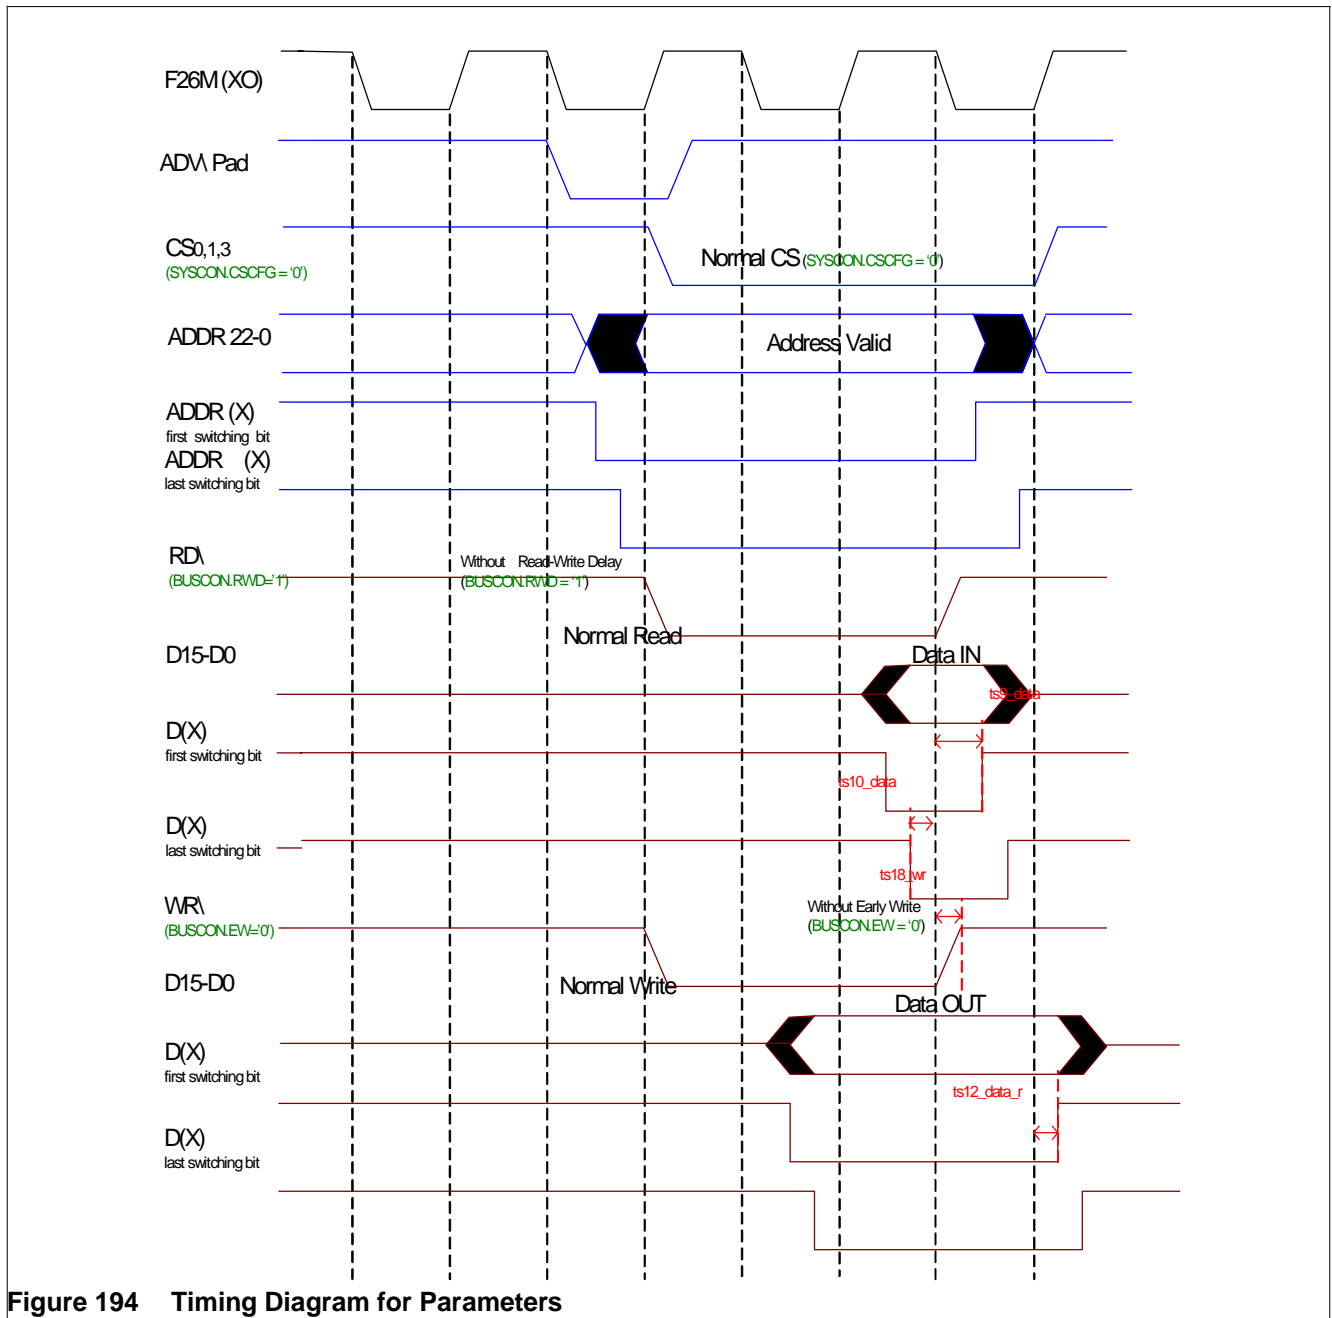 F26M (XO)
ADV\ Pad
CS0,1,3
(SYSCON.CSCFG = '0')
Normal CS (SYSCON.CSCFG = '0')
ADDR 22-0
Address Valid
ADDR (X)
first switching bit
ADDR (X)
last switching bit
RD\
(BUSCON.RWD='1')
Without Read-Write Delay
(BUSCON.RWD = '1')
Normal Read
D15-D0
Data IN
ts9_data
D(X)
first switching bit
ts10_data
D(X)
last switching bit
ts18_wr
WR\
(BUSCON.EW='0')
Without Early Write
(BUSCON.EW = '0')
D15-D0
Normal Write
Data OUT
D(X)
first switching bit
ts12_data_r
D(X)
last switching bit
Figure 194 Timing Diagram for Parameters